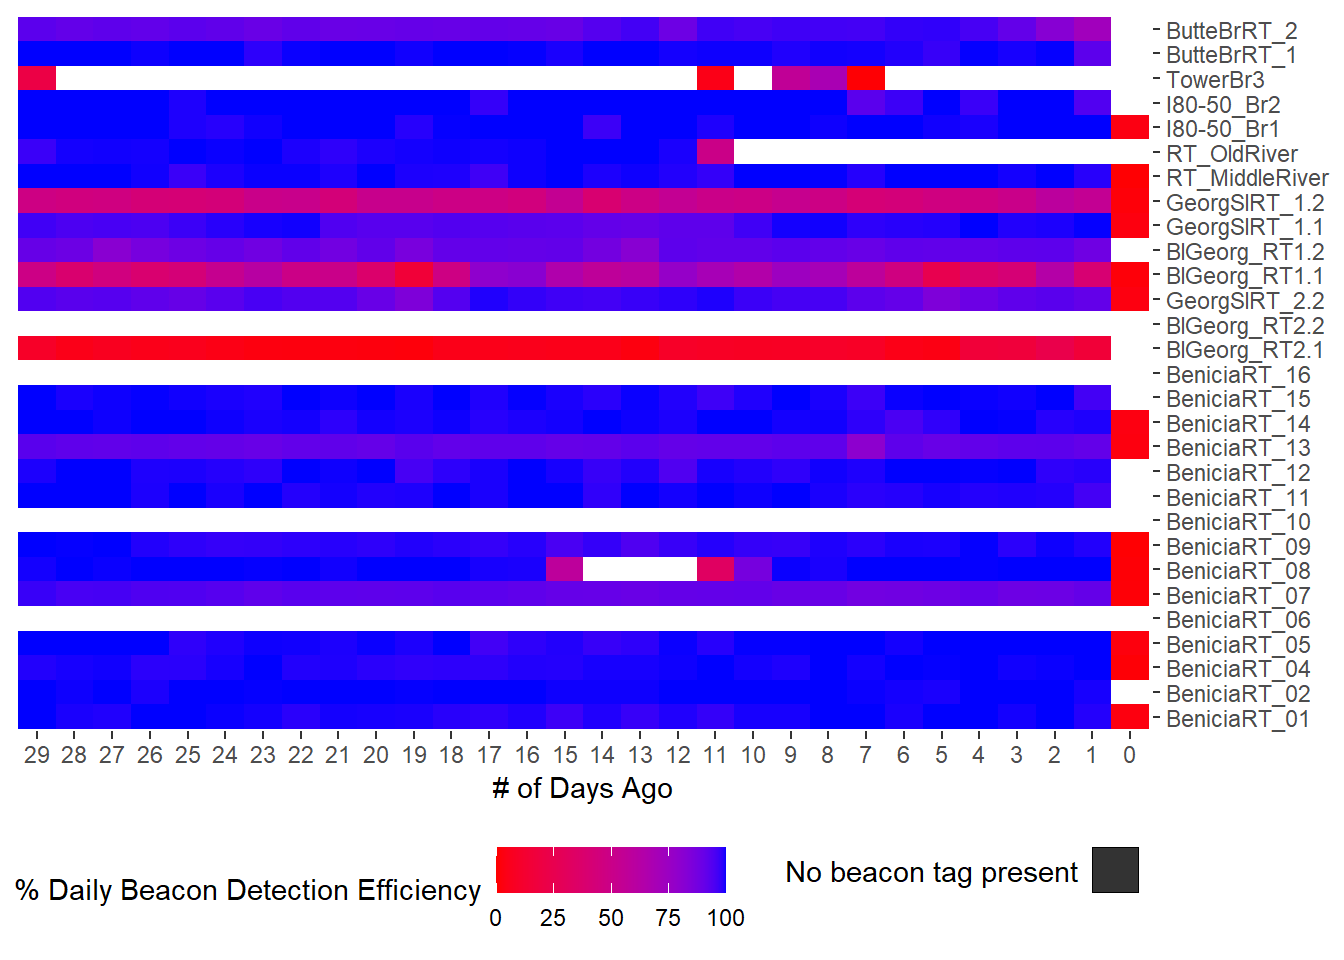 ButteBrRT_2
ButteBrRT_1
TowerBr3
I80-50_Br2
I80-50_Br1
RT_OldRiver
RT_MiddleRiver
GeorgSlRT_1.2
GeorgSlRT_1.1
BlGeorg_RT1.2
BlGeorg_RT1.1
GeorgSlRT_2.2
BlGeorg_RT2.2
BlGeorg_RT2.1
BeniciaRT_16
BeniciaRT_15
BeniciaRT_14
BeniciaRT_13
BeniciaRT_12
BeniciaRT_11
BeniciaRT_10
BeniciaRT_09
BeniciaRT_08
BeniciaRT_07
BeniciaRT_06
BeniciaRT_05
BeniciaRT_04
BeniciaRT_02
BeniciaRT_01
29 28 27 26 25 24 23 22 21 20 19 18 17 16 15 14 13 12 11 10 9 8 7 6 5 4 3 2 1 0
# of Days Ago
% Daily Beacon Detection Efficiency
0 25 50 75 100
No beacon tag present